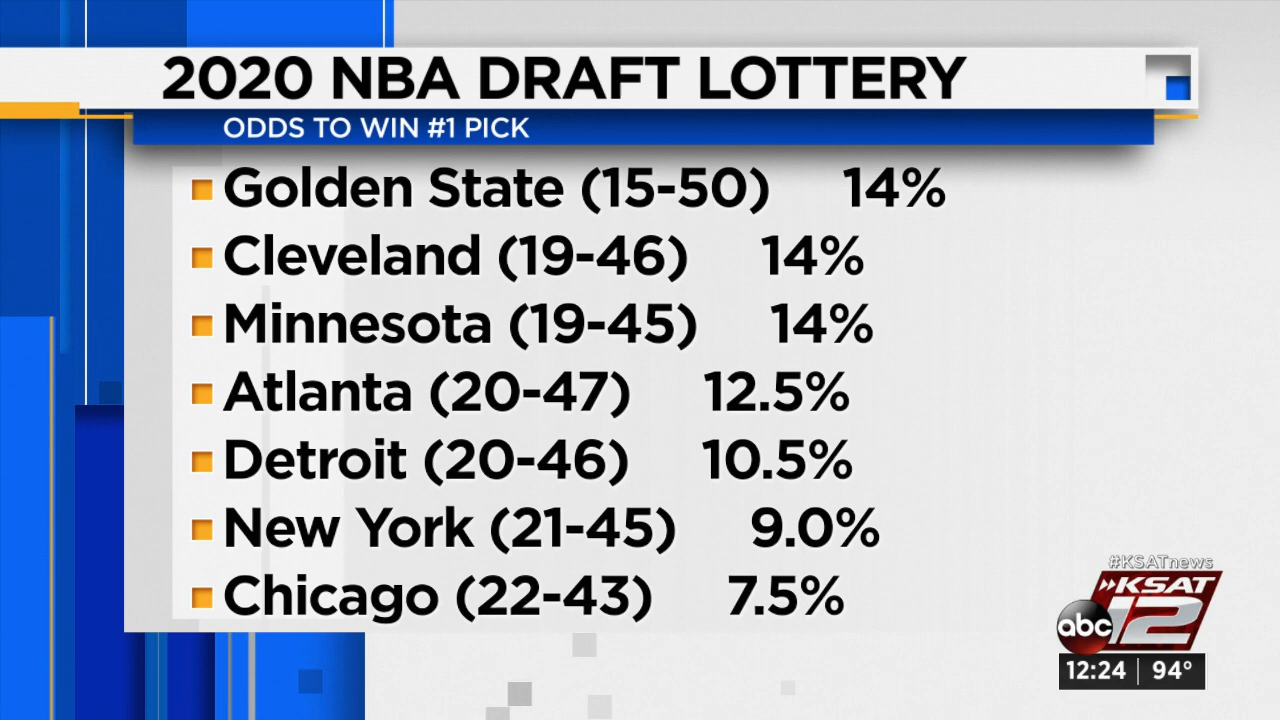 2020 NBA DRAFT LOTTERY
ODDS TO WIN #1 PICK
Golden State (15-50) 14%
Cleveland (19-46) 14%
Minnesota (19-45) 14%
Atlanta (20-47) 12.5%
Detroit (20-46) 10.5%
New York (21-45) 9.0%
Chicago (22-43) 7.5%
#KSATnews
KSAT
abc 12
12:24 94°